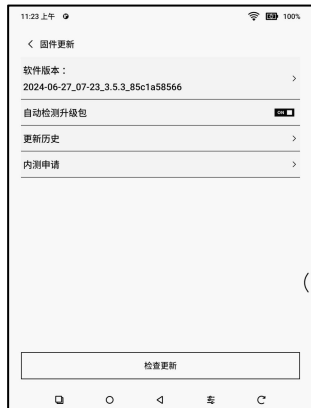 11:23 上午
100%
固件更新
软件版本：
2024-06-27_07-23_3.5.3_85c1a58566
自动检测升级包
ON
更新历史
内测申请
检查更新